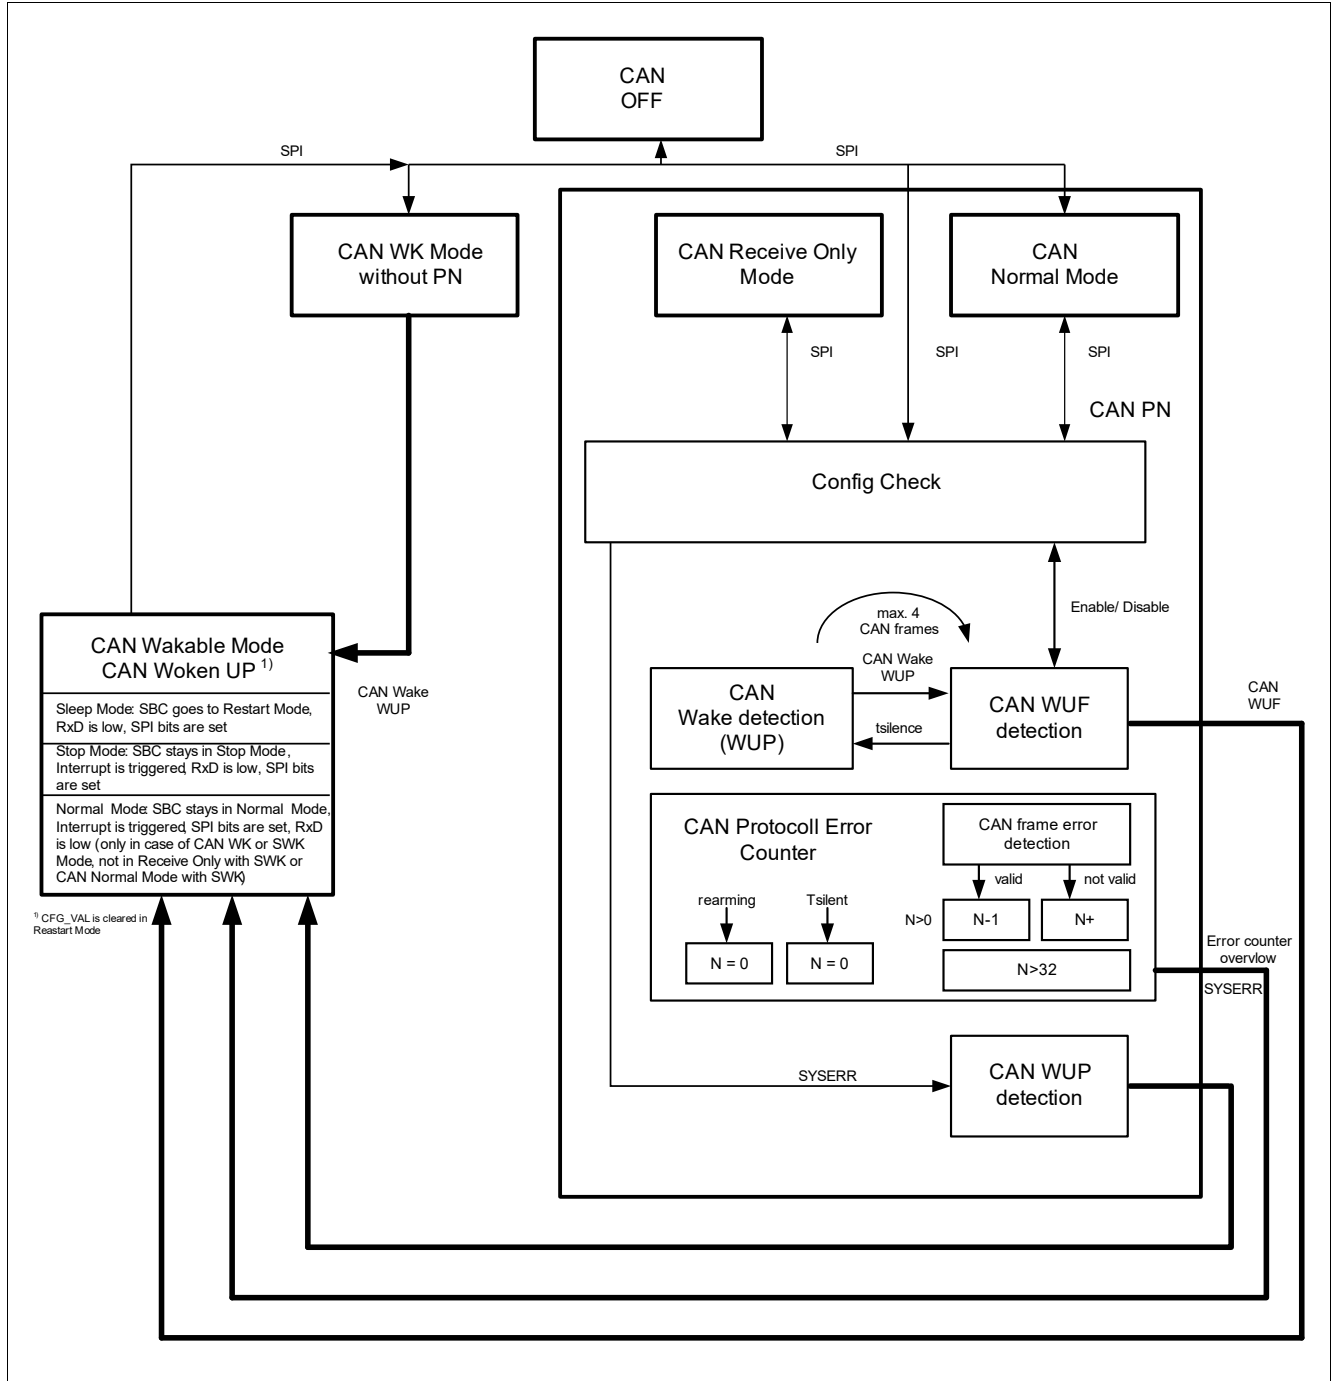 CAN
OFF
SPI
SPI
CAN WK Mode
without PN
CAN Receive Only
Mode
CAN
Normal Mode
SPI
SPI
SPI
CAN PN
Config Check
Enable/ Disable
max. 4
CAN frames
CAN Wake
WUP
CAN
Wake detection
(WUP)
tsilence
CAN WUF
detection
CAN
WUF
CAN Wakable Mode
CAN Woken UP 1)
Sleep Mode: SBC goes to Restart Mode,
RxD is low, SPI bits are set
Stop Mode: SBC stays in Stop Mode,
Interrupt is triggered, RxD is low, SPI bits
are set
Normal Mode: SBC stays in Normal Mode,
Interrupt is triggered, SPI bits are set, RxD
is low (only in case of CAN WK or SWK
Mode, not in Receive Only with SWK or
CAN Normal Mode with SWK)
CAN Wake
WUP
1) CFG_VAL is cleared in
Reastart Mode
CAN Protocoll Error
Counter
CAN frame error
detection
valid
not valid
rearming
Tsilent
N>0
N-1
N+
N = 0
N = 0
N>32
Error counter
overvlow
SYSERR
SYSERR
CAN WUP
detection